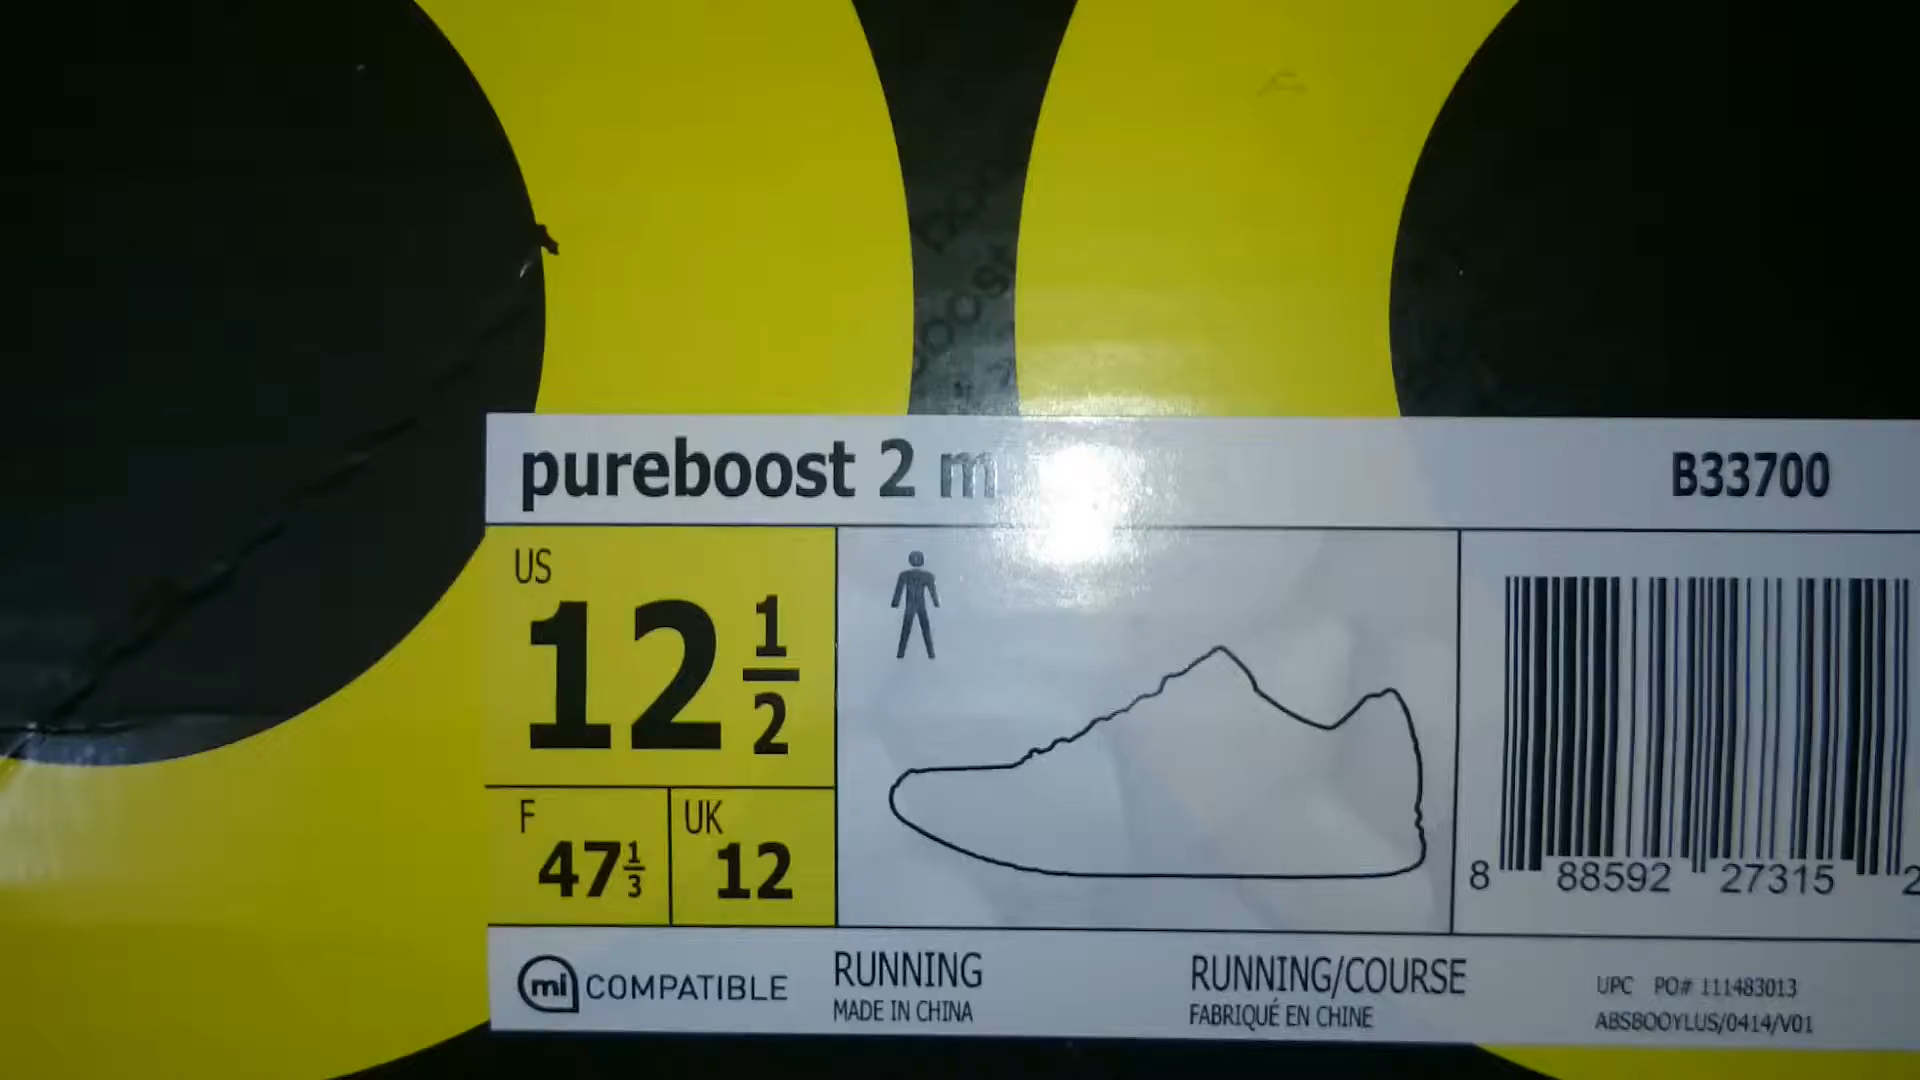 pureboost 2 m
B33700
US
12 1/2
F
47 1/3
UK
12
8 88592 27315 2
mi COMPATIBLE
RUNNING
MADE IN CHINA
RUNNING/COURSE
FABRIQUÉ EN CHINE
UPC PO# 111483013
ABSBOOYLUS/0414/V01